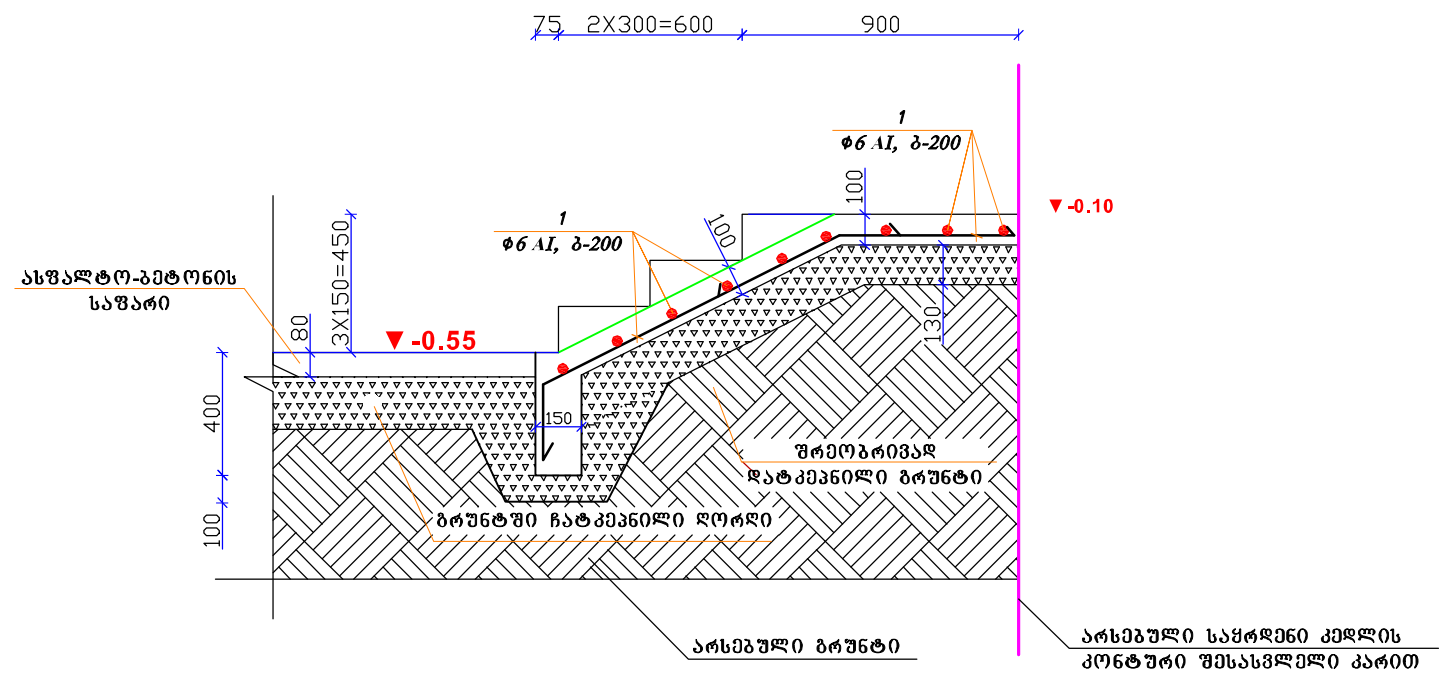 75 2X300=600 900
1
Φ6 AI, ბ-200
100
▼ -0.10
1
Φ6 AI, ბ-200
100
3X150=450
ასფალტო-ბეტონის
საფარი
80
▼ -0.55
130
400
150
შრეობრივად
დატკეპნილი გრუნტი
100
გრუნტში ჩატკეპნილი ღორღი
არსებული გრუნტი
არსებული საყრდენი კედლის
კონტური შესასვლელი კარით